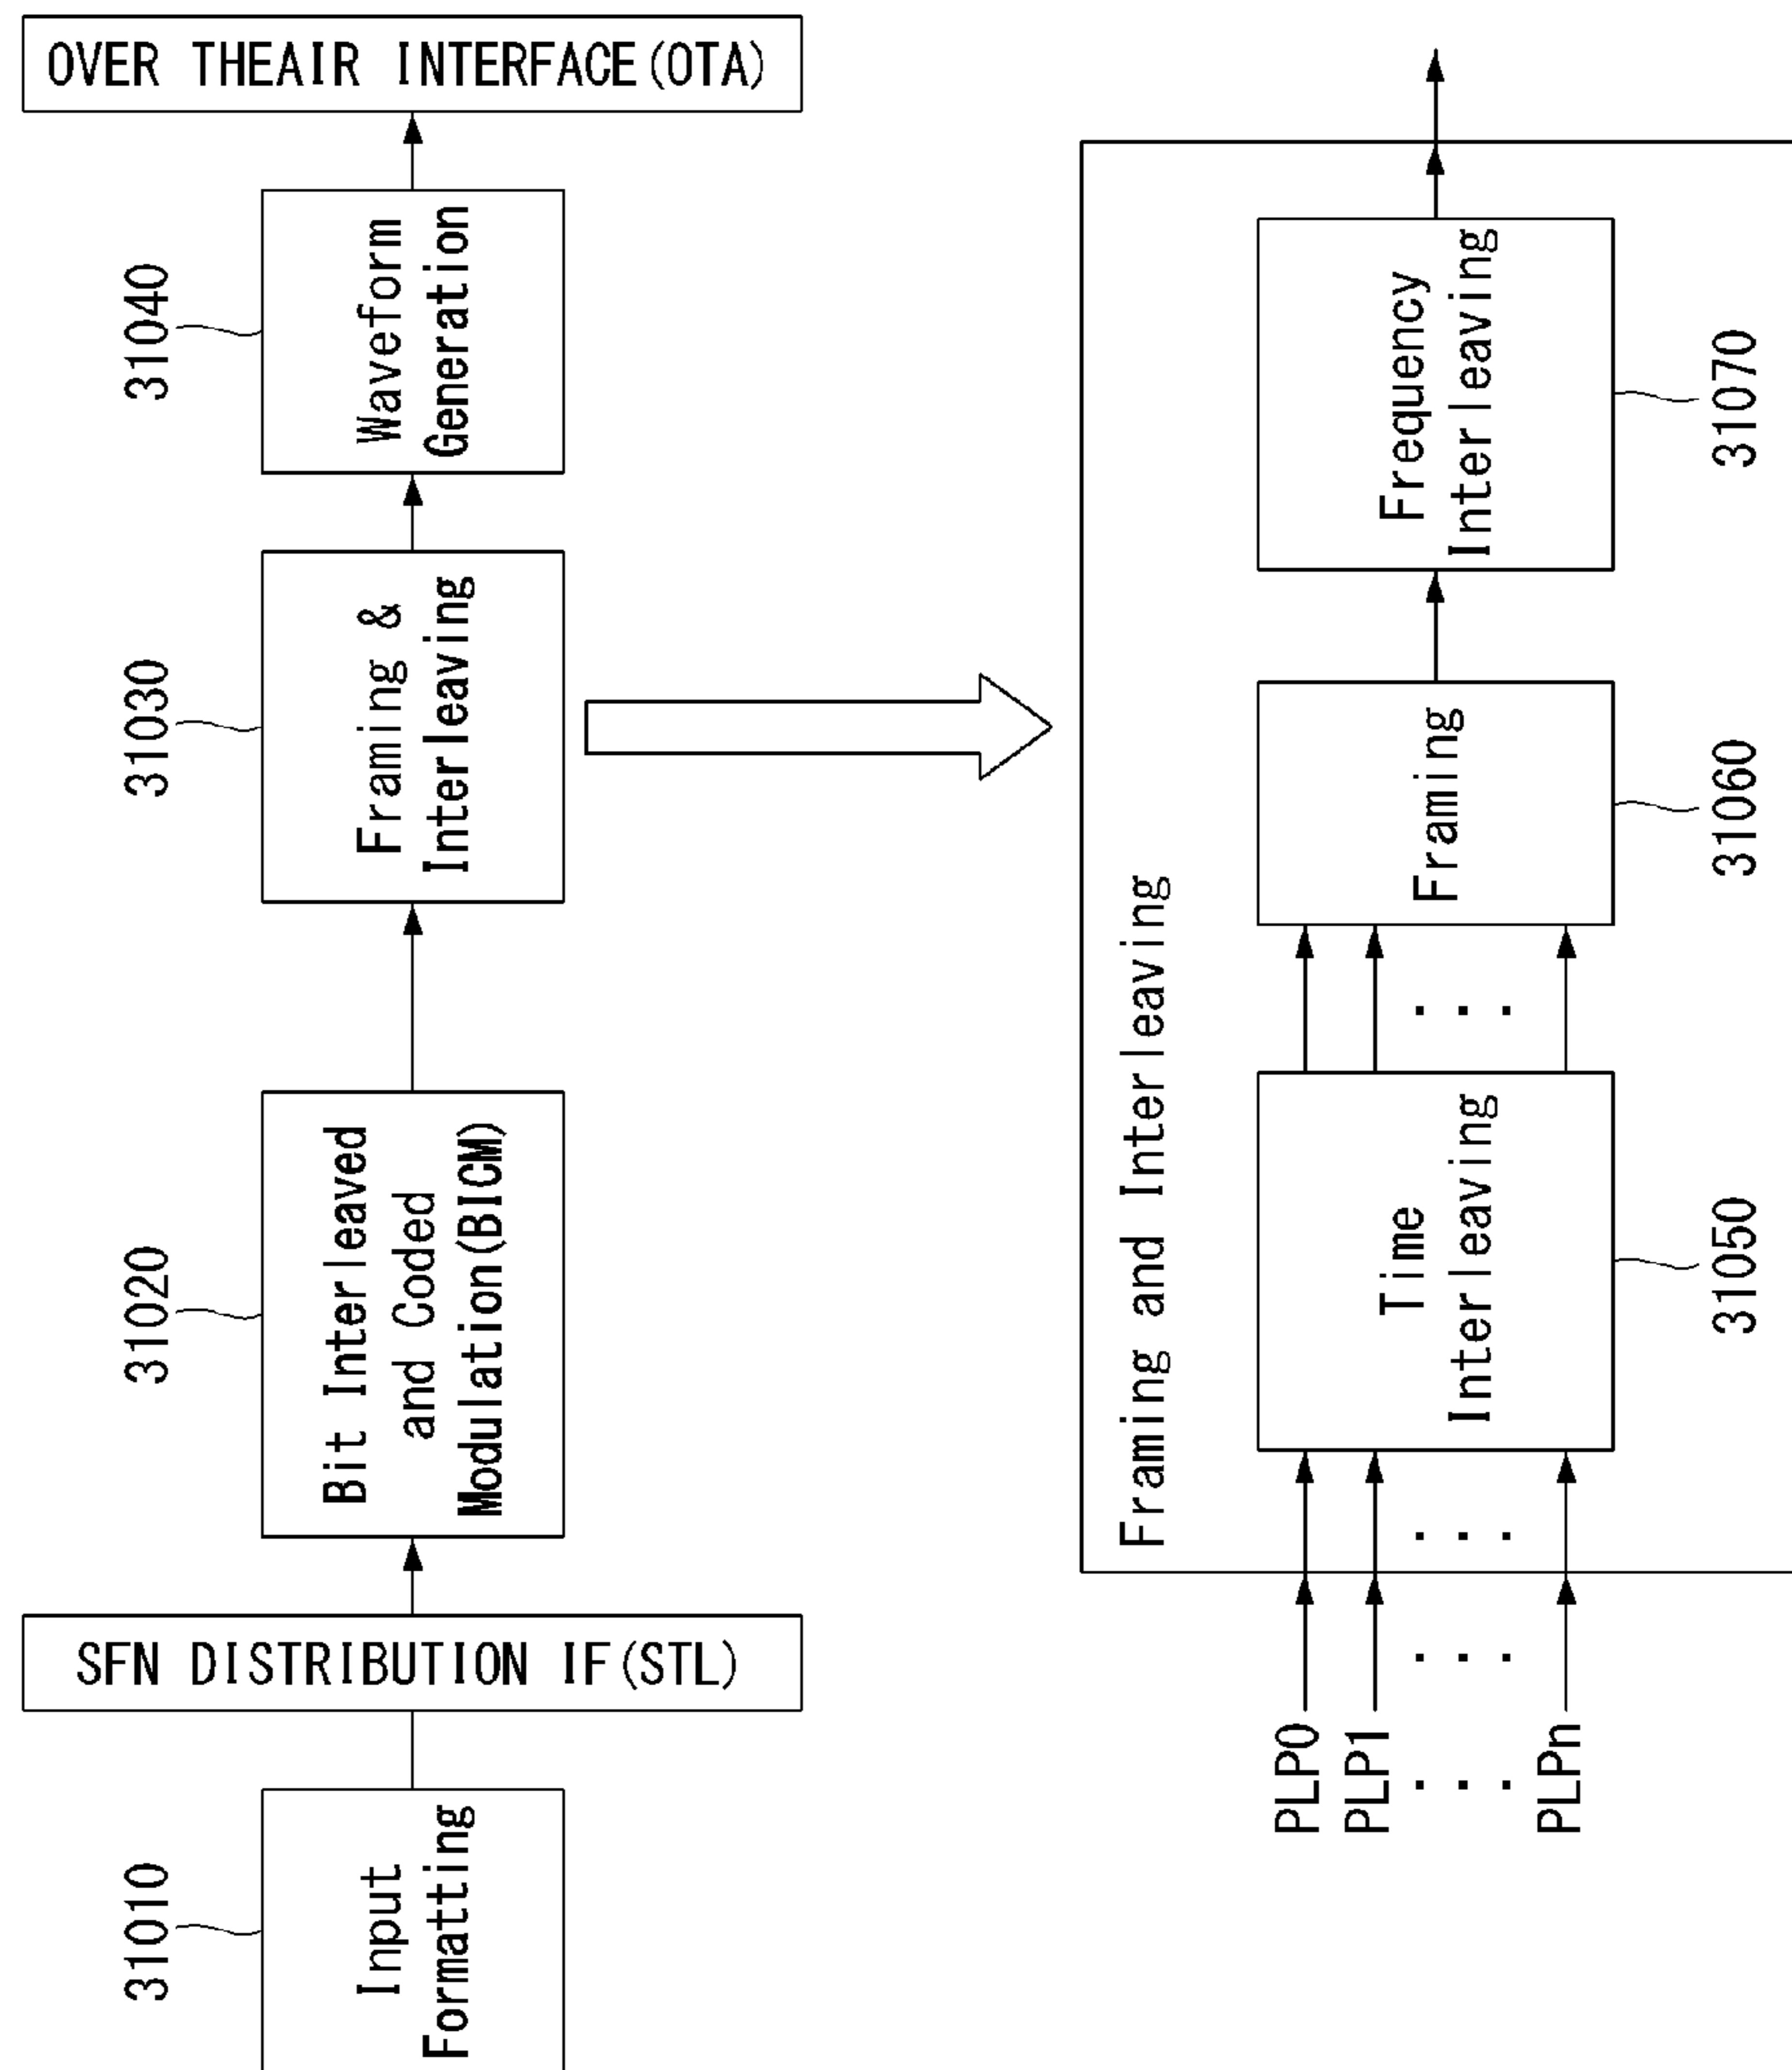 31010
Input
Formatting
SFN DISTRIBUTION IF(STL)
31020
Bit Interleaved
and Coded
Modulation(BICM)
31030
Framing &
Interleaving
31040
Waveform
Generation
OVER THEAIR INTERFACE(OTA)
Framing and Interleaving
PLP0
PLP1
PLPn
Time
Interleaving
31050
Framing
31060
Frequency
Interleaving
31070